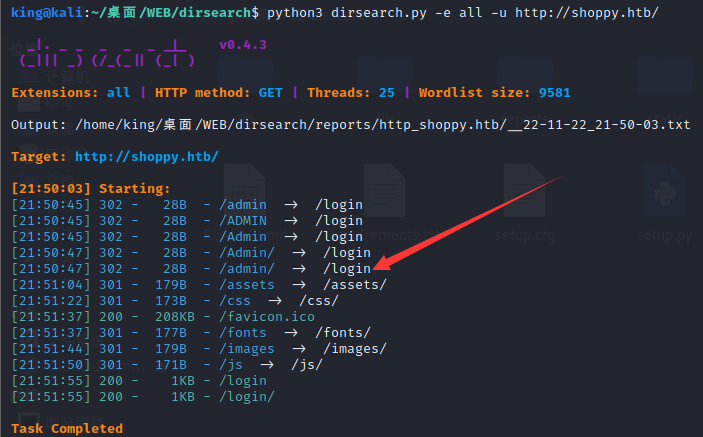 king@kali:~/桌面/WEB/dirsearch$ python3 dirsearch.py -e all -u http://shoppy.htb/
_|. _ _ _ _ _ _|_ v0.4.3
(_||| _) (/_(_|| (_| )
Extensions: all | HTTP method: GET | Threads: 25 | Wordlist size: 9581
Output: /home/king/桌面/WEB/dirsearch/reports/http_shoppy.htb/__22-11-22_21-50-03.txt
Target: http://shoppy.htb/
[21:50:03] Starting:
[21:50:45] 302 - 28B - /admin -> /login
[21:50:45] 302 - 28B - /ADMIN -> /login
[21:50:45] 302 - 28B - /Admin -> /login
[21:50:47] 302 - 28B - /Admin/ -> /login
[21:50:47] 302 - 28B - /admin/ -> /login
[21:51:04] 301 - 179B - /assets -> /assets/
[21:51:22] 301 - 173B - /css -> /css/
[21:51:37] 200 - 208KB - /favicon.ico
[21:51:37] 301 - 177B - /fonts -> /fonts/
[21:51:44] 301 - 179B - /images -> /images/
[21:51:50] 301 - 171B - /js -> /js/
[21:51:55] 200 - 1KB - /login
[21:51:55] 200 - 1KB - /login/
Task Completed
setup.cfg
setup.py